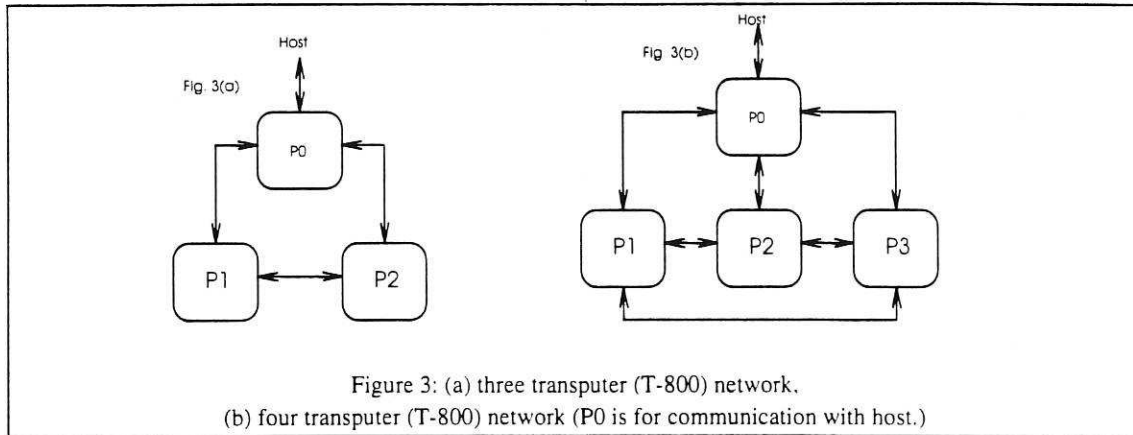 Host
Fig. 3(a)
P0
P1
P2
Host
Fig 3(b)
P0
P1
P2
P3
Figure 3: (a) three transputer (T-800) network.
(b) four transputer (T-800) network (P0 is for communication with host.)